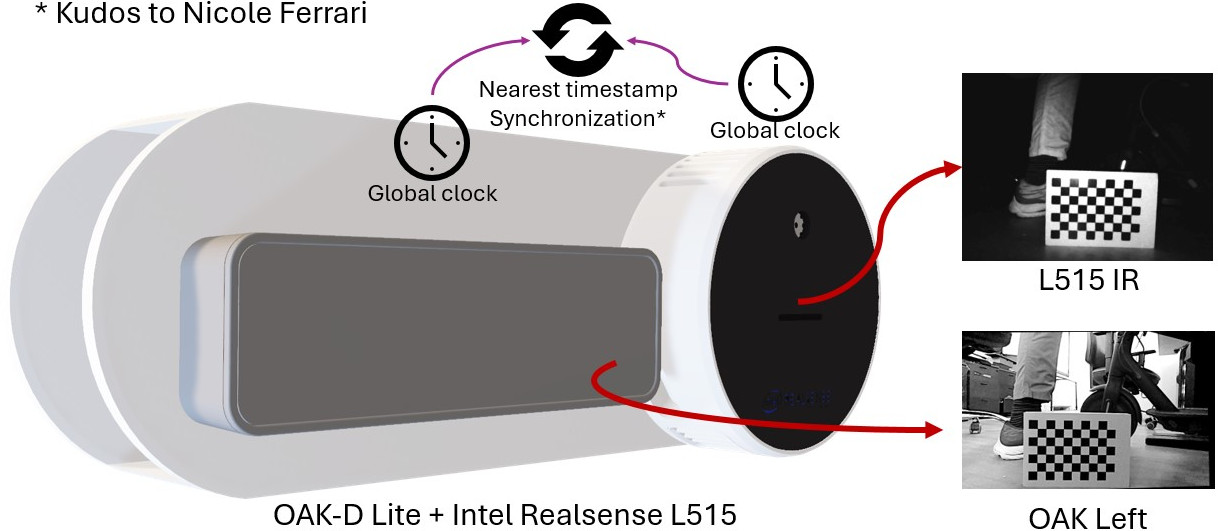 * Kudos to Nicole Ferrari
Nearest timestamp
Synchronization*
Global clock
Global clock
L515 IR
OAK-D Lite + Intel Realsense L515
OAK Left